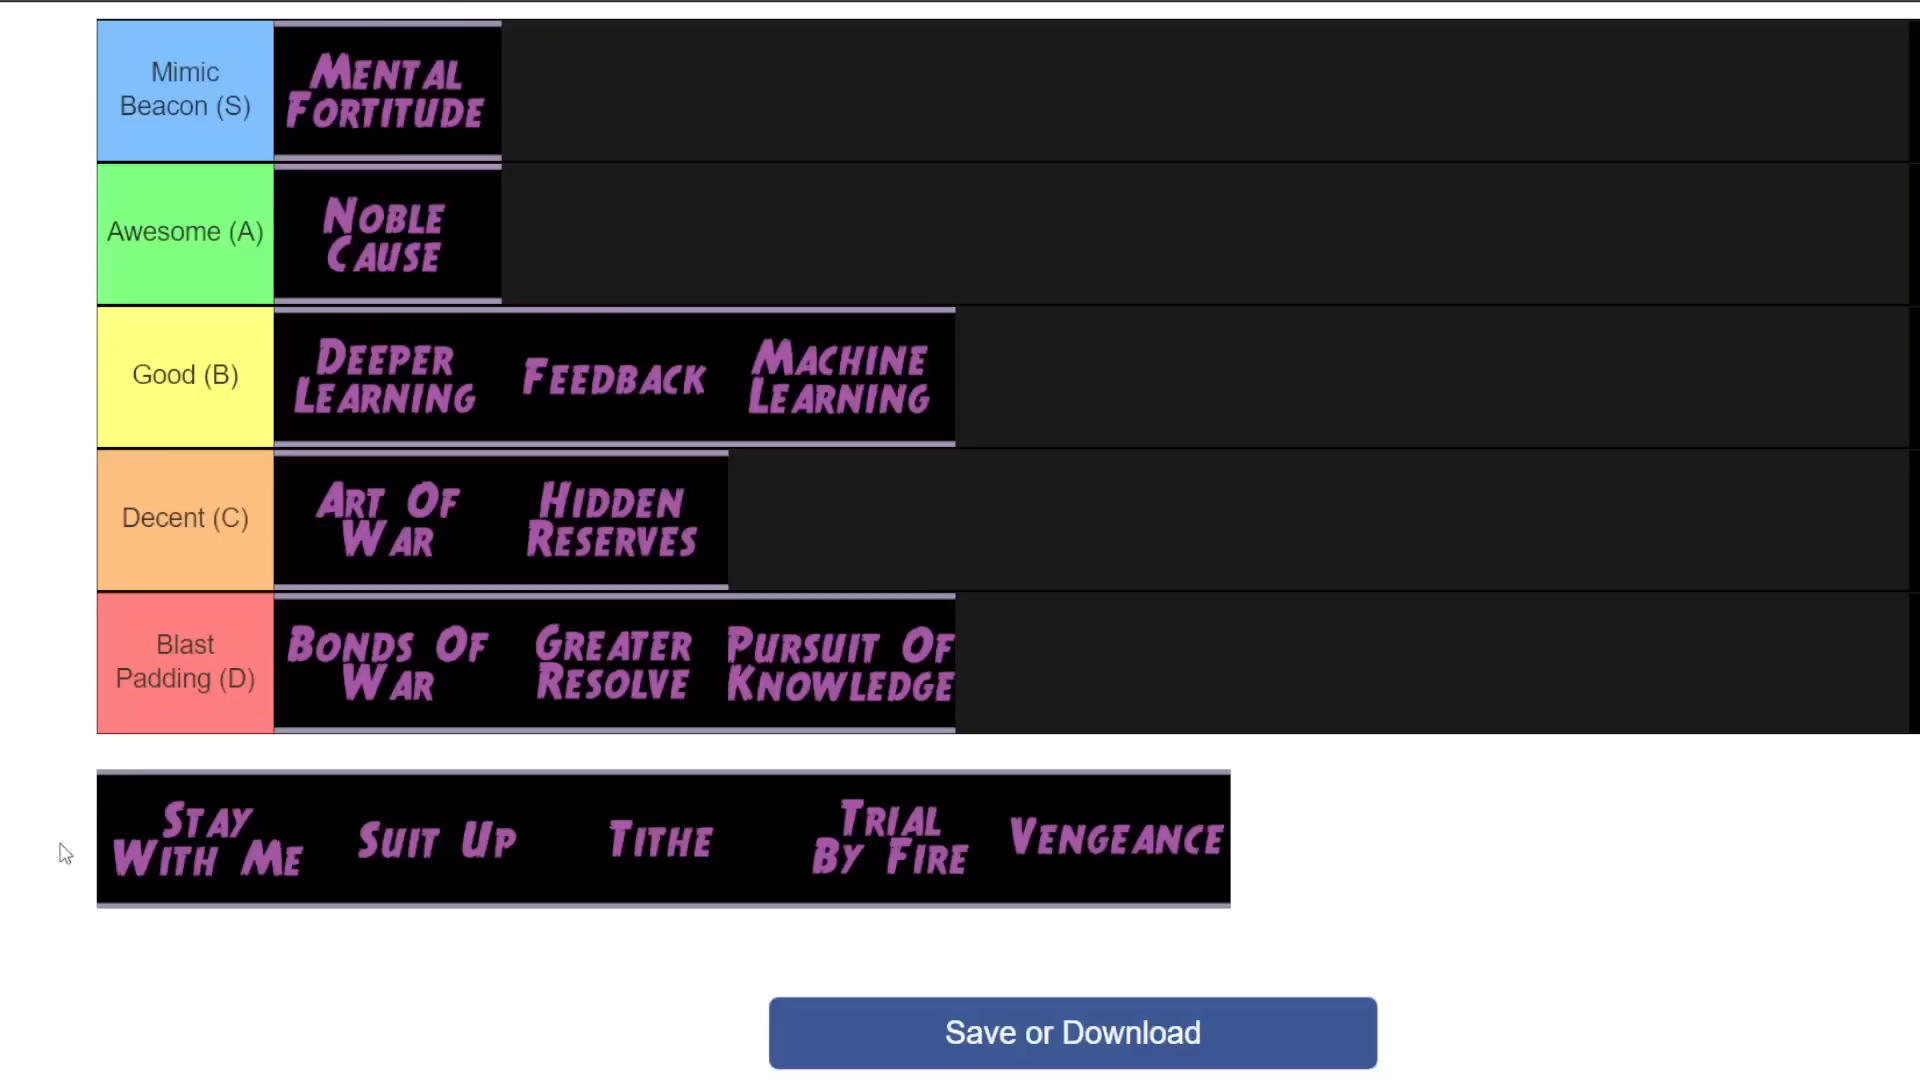 Mimic
Beacon (S)
MENTAL
FORTITUDE
Awesome (A)
NOBLE
CAUSE
Good (B)
DEEPER
LEARNING
FEEDBACK
MACHINE
LEARNING
Decent (C)
ART OF
WAR
HIDDEN
RESERVES
Blast
Padding (D)
BONDS OF
WAR
GREATER
RESOLVE
PURSUIT OF
KNOWLEDGE
STAY
WITH ME
SUIT UP
TITHE
TRIAL
BY FIRE
VENGEANCE
Save or Download